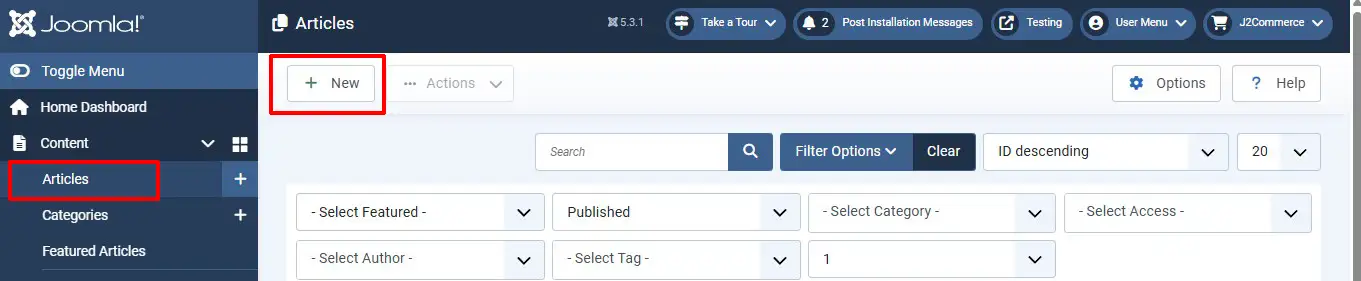 Joomla!®
Articles
5.3.1
Take a Tour
2 Post Installation Messages
Testing
User Menu
J2Commerce
Toggle Menu
Home Dashboard
Content
Articles
Categories
Featured Articles
+ New
··· Actions
Options
? Help
Search
Filter Options
Clear
ID descending
20
- Select Featured -
Published
- Select Category -
- Select Access -
- Select Author -
- Select Tag -
1